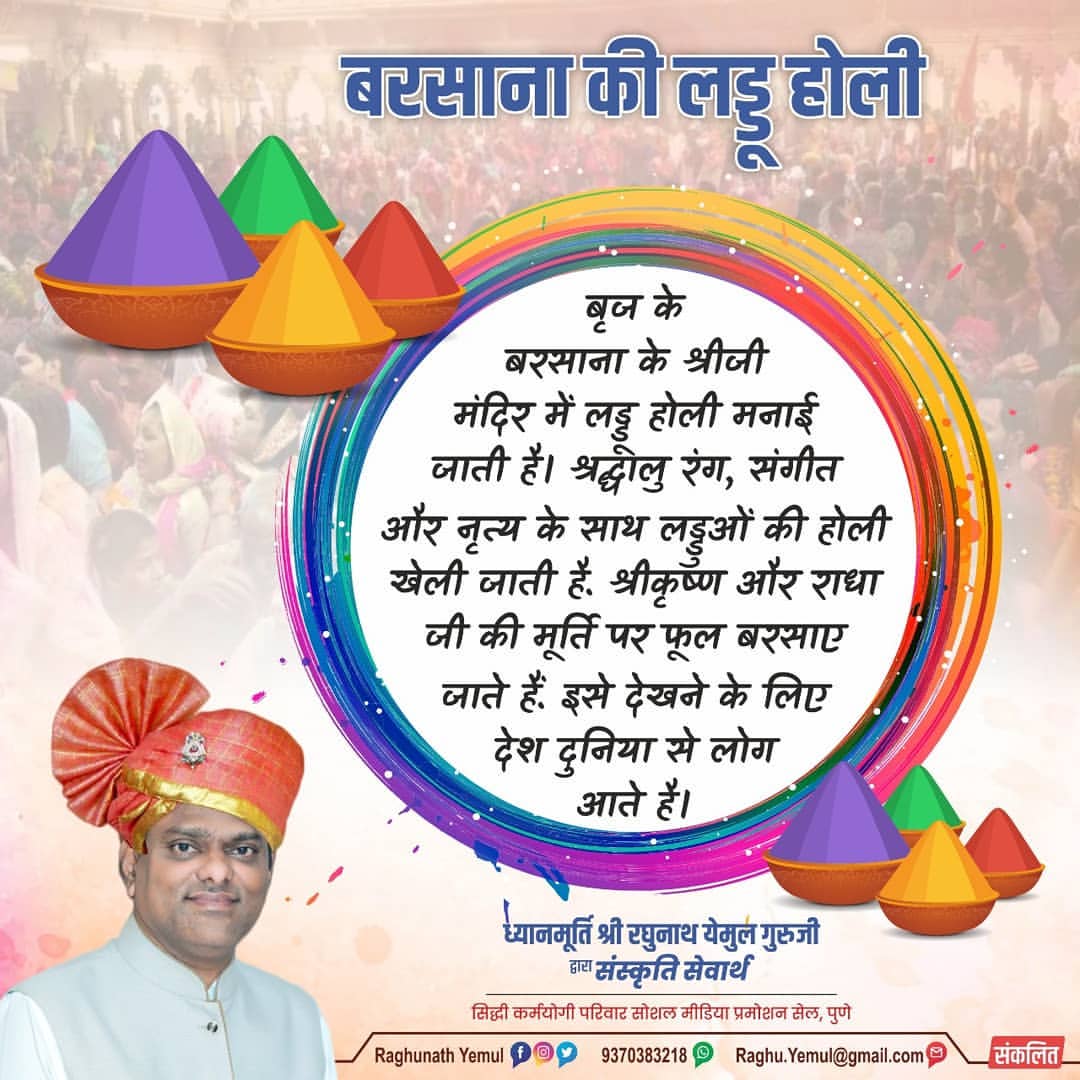 बरसाना की लड्डू होली
बृज के
बरसाना के श्रीजी
मंदिर में लड्डू होली मनाई
जाती है। श्रद्धालु रंग, संगीत
और नृत्य के साथ लड्डुओं की होली
खेली जाती है. श्रीकृष्ण और राधा
जी की मूर्ति पर फूल बरसाए
जाते हैं. इसे देखने के लिए
देश दुनिया से लोग
आते है।
ध्यानमूर्ति श्री रघुनाथ येमुल गुरुजी
द्वारा संस्कृति सेवार्थ
सिद्धी कर्मयोगी परिवार सोशल मीडिया प्रमोशन सेल, पुणे
Raghunath Yemul 9370383218 Raghu.Yemul@gmail.com संकलित